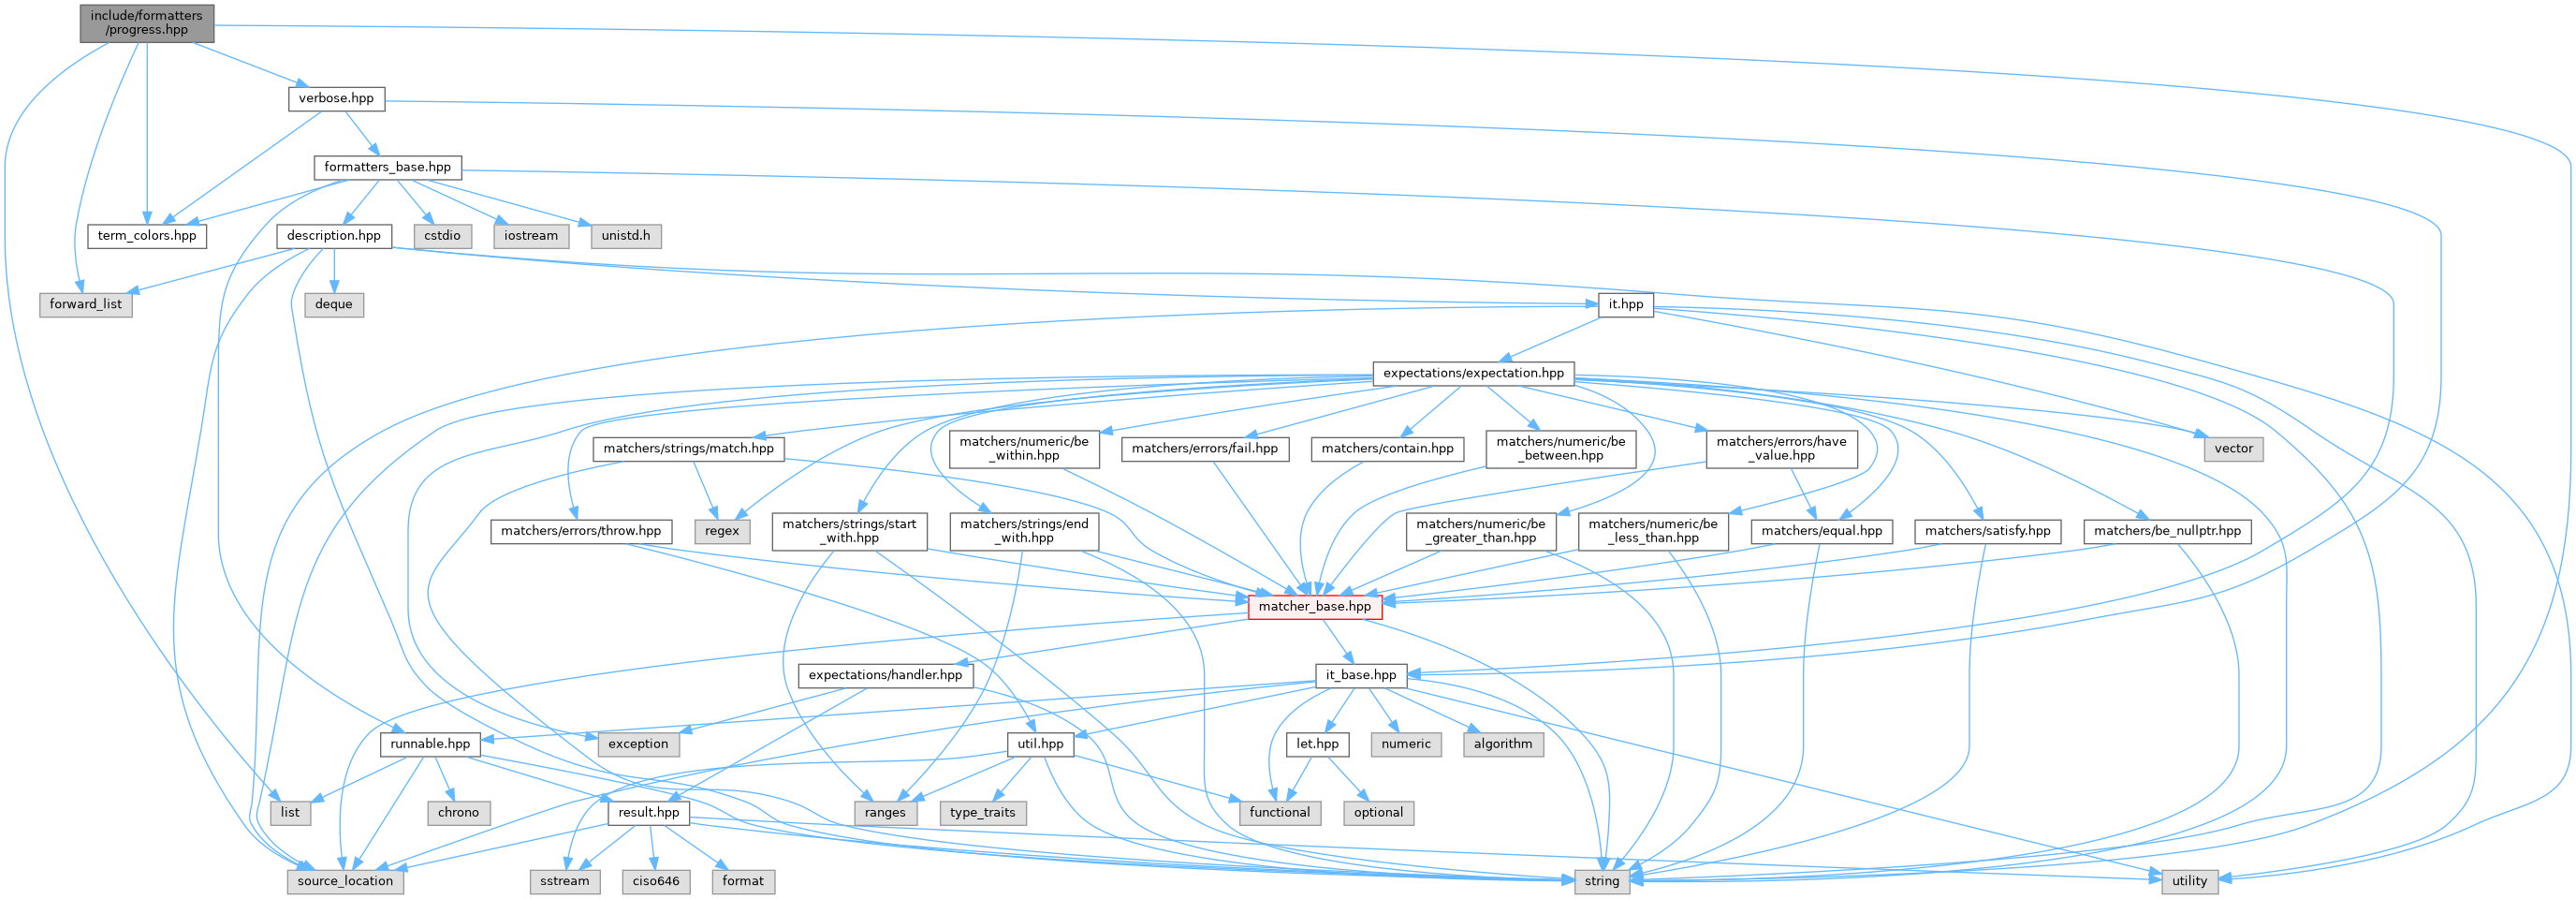 include/formatters
/progress.hpp
verbose.hpp
formatters_base.hpp
term_colors.hpp
description.hpp
cstdio
iostream
unistd.h
forward_list
deque
it.hpp
expectations/expectation.hpp
matchers/strings/match.hpp
matchers/numeric/be
_within.hpp
matchers/errors/fail.hpp
matchers/contain.hpp
matchers/numeric/be
_between.hpp
matchers/errors/have
_value.hpp
vector
matchers/errors/throw.hpp
regex
matchers/strings/start
_with.hpp
matchers/strings/end
_with.hpp
matchers/numeric/be
_greater_than.hpp
matchers/numeric/be
_less_than.hpp
matchers/equal.hpp
matchers/satisfy.hpp
matchers/be_nullptr.hpp
matcher_base.hpp
expectations/handler.hpp
it_base.hpp
runnable.hpp
exception
util.hpp
let.hpp
numeric
algorithm
list
chrono
result.hpp
ranges
type_traits
functional
optional
source_location
sstream
ciso646
format
string
utility